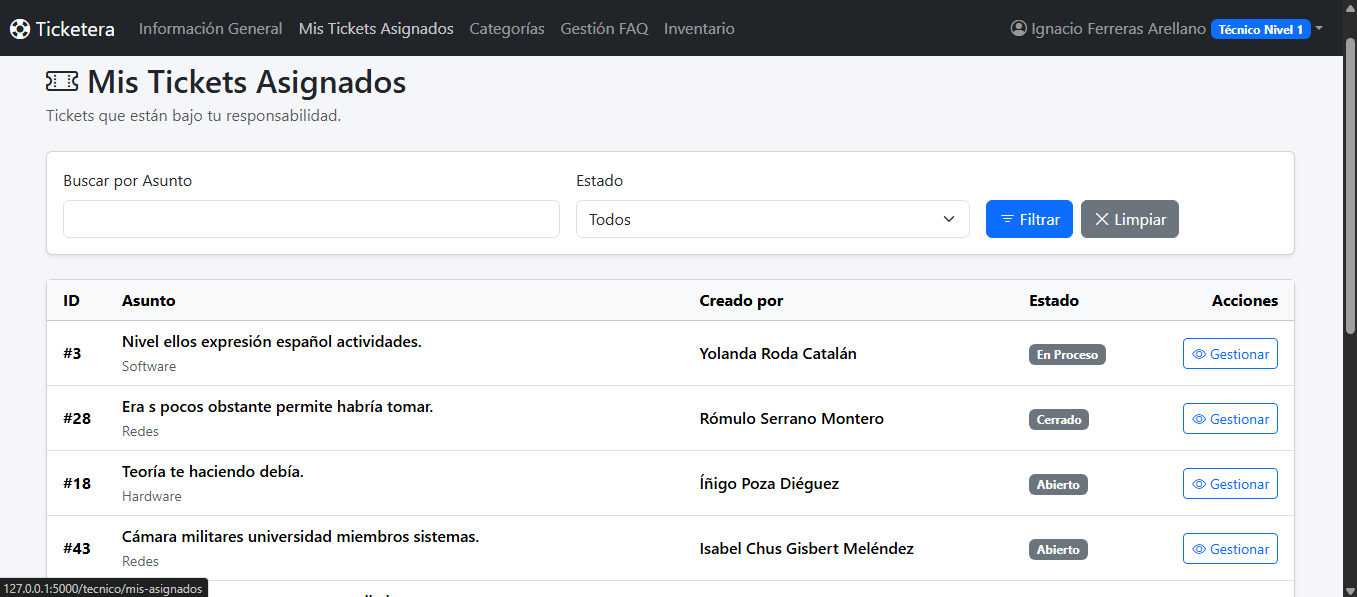 Ticketera Información General Mis Tickets Asignados Categorías Gestión FAQ Inventario Ignacio Ferreras Arellano Técnico Nivel 1
Mis Tickets Asignados
Tickets que están bajo tu responsabilidad.
Buscar por Asunto Estado
Todos Filtrar Limpiar
ID Asunto Creado por Estado Acciones
#3 Nivel ellos expresión español actividades. Yolanda Roda Catalán En Proceso Gestionar
Software
#28 Era s pocos obstante permite habría tomar. Rómulo Serrano Montero Cerrado Gestionar
Redes
#18 Teoría te haciendo debía. Íñigo Poza Diéguez Abierto Gestionar
Hardware
#43 Cámara militares universidad miembros sistemas. Isabel Chus Gisbert Meléndez Abierto Gestionar
Redes
127.0.0.1:5000/tecnico/mis-asignados